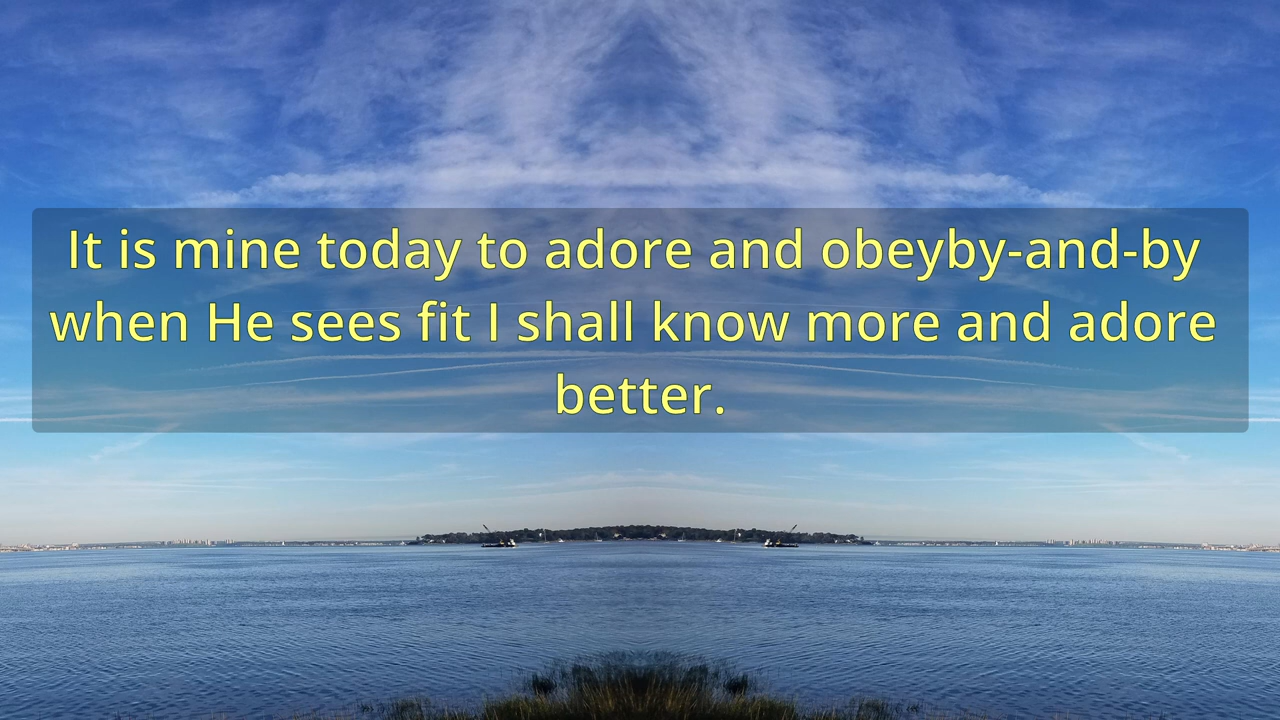 It is mine today to adore and obeyby-and-by
when He sees fit I shall know more and adore
better.